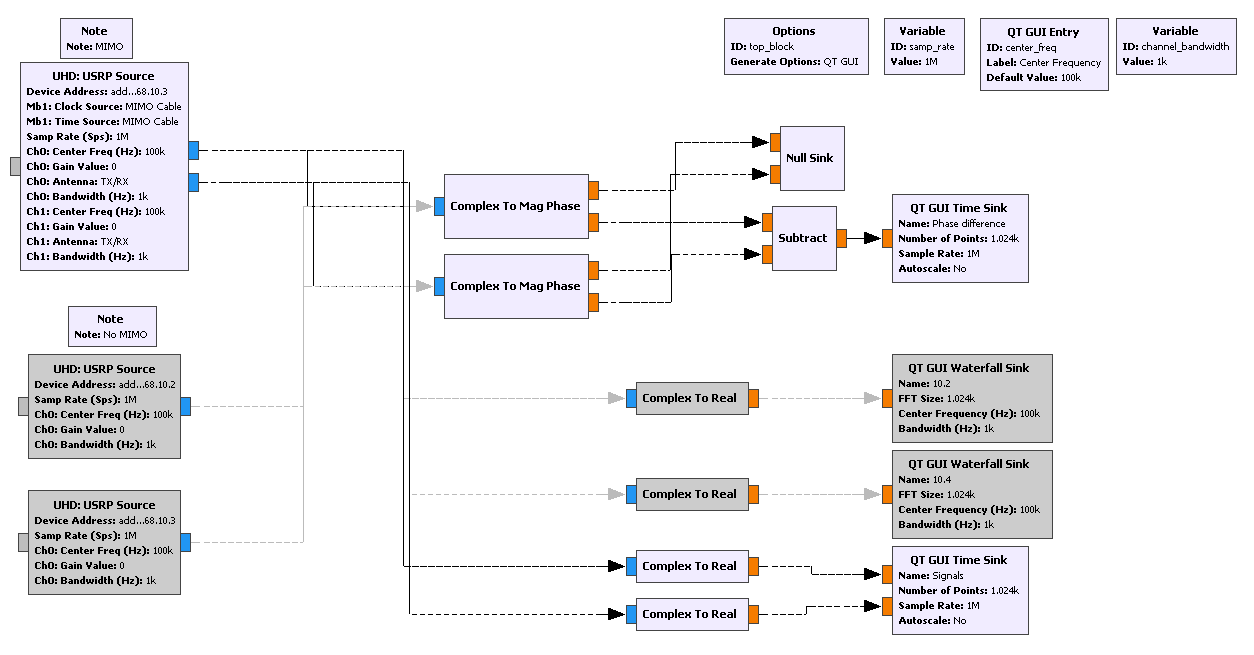 Note
Note: MIMO
UHD: USRP Source
Device Address: add...68.10.3
Mb1: Clock Source: MIMO Cable
Mb1: Time Source: MIMO Cable
Samp Rate (Sps): 1M
Ch0: Center Freq (Hz): 100k
Ch0: Gain Value: 0
Ch0: Antenna: TX/RX
Ch0: Bandwidth (Hz): 1k
Ch1: Center Freq (Hz): 100k
Ch1: Gain Value: 0
Ch1: Antenna: TX/RX
Ch1: Bandwidth (Hz): 1k
Note
Note: No MIMO
UHD: USRP Source
Device Address: add...68.10.2
Samp Rate (Sps): 1M
Ch0: Center Freq (Hz): 100k
Ch0: Gain Value: 0
Ch0: Bandwidth (Hz): 1k
UHD: USRP Source
Device Address: add...68.10.3
Samp Rate (Sps): 1M
Ch0: Center Freq (Hz): 100k
Ch0: Gain Value: 0
Ch0: Bandwidth (Hz): 1k
Options
ID: top_block
Generate Options: QT GUI
Variable
ID: samp_rate
Value: 1M
QT GUI Entry
ID: center_freq
Label: Center Frequency
Default Value: 100k
Variable
ID: channel_bandwidth
Value: 1k
Complex To Mag Phase
Complex To Mag Phase
Null Sink
Subtract
QT GUI Time Sink
Name: Phase difference
Number of Points: 1.024k
Sample Rate: 1M
Autoscale: No
Complex To Real
QT GUI Waterfall Sink
Name: 10.2
FFT Size: 1.024k
Center Frequency (Hz): 100k
Bandwidth (Hz): 1k
Complex To Real
QT GUI Waterfall Sink
Name: 10.4
FFT Size: 1.024k
Center Frequency (Hz): 100k
Bandwidth (Hz): 1k
Complex To Real
Complex To Real
QT GUI Time Sink
Name: Signals
Number of Points: 1.024k
Sample Rate: 1M
Autoscale: No